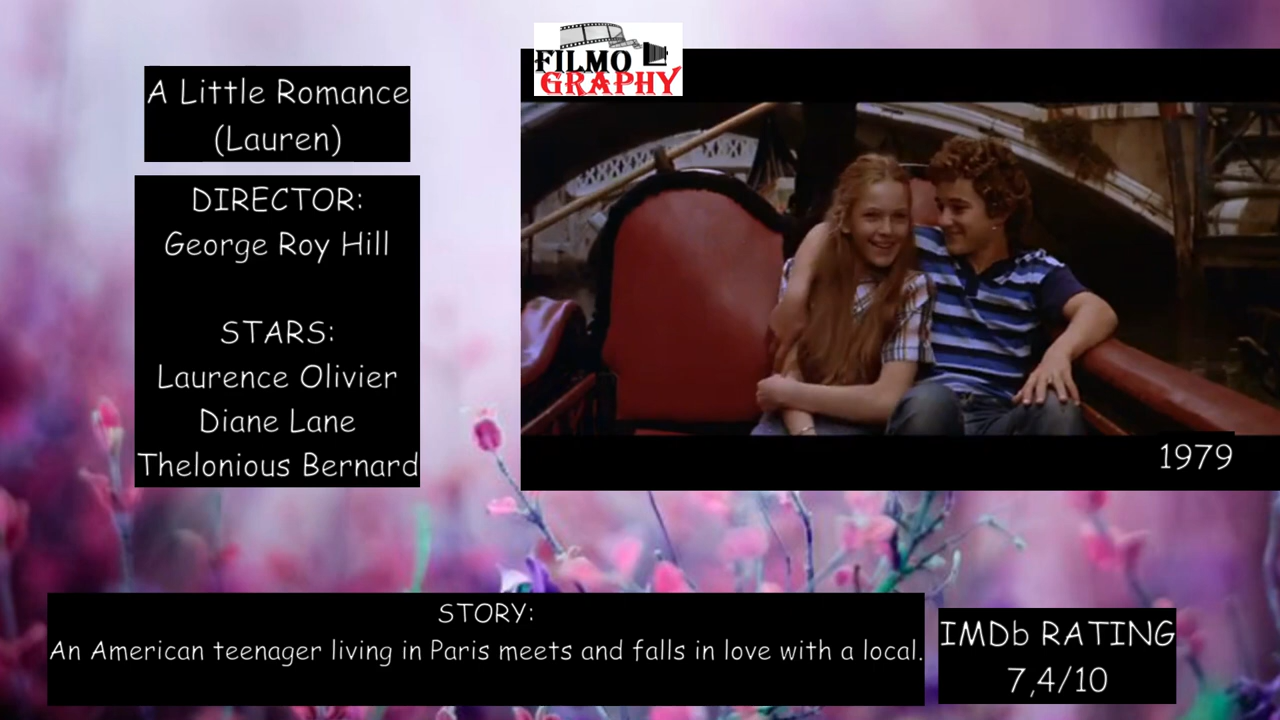 FILMO
GRAPHY
A Little Romance
(Lauren)
DIRECTOR:
George Roy Hill
STARS:
Laurence Olivier
Diane Lane
Thelonious Bernard
1979
STORY:
An American teenager living in Paris meets and falls in love with a local.
IMDb RATING
7,4/10